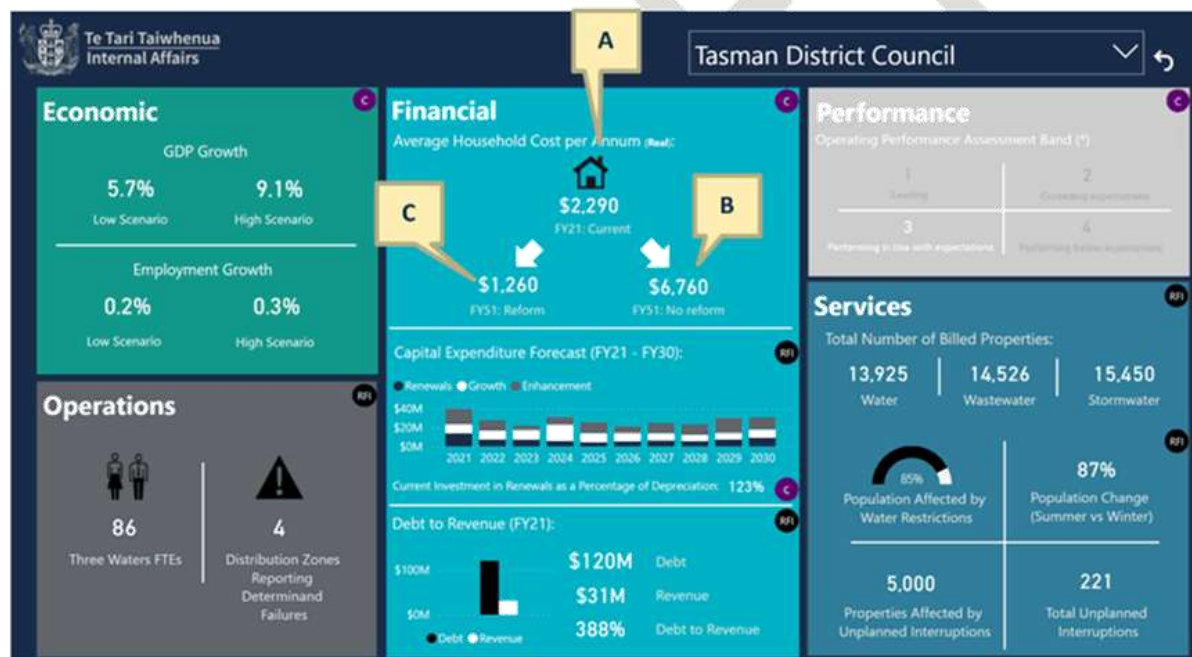 Te Tari Taiwhenua
Internal Affairs
A
Tasman District Council
Economic
C
GDP Growth
5.7%
9.1%
Low Scenario
High Scenario
Employment Growth
0.2%
0.3%
Low Scenario
High Scenario
Operations
RFI
86
4
Three Waters FTEs
Distribution Zones
Reporting
Determinand
Failures
Financial
C
Average Household Cost per Annum (Real):
$2,290
FY21: Current
C
B
$1,260
$6,760
FY51: Reform
FY51: No reform
Capital Expenditure Forecast (FY21 - FY30):
RFI
Renewals Growth Enhancement
$40M
$20M
$0M
2021 2022 2023 2024 2025 2026 2027 2028 2029 2030
Current Investment in Renewals as a Percentage of Depreciation: 123%
C
Debt to Revenue (FY21):
RFI
$100M
$0M
Debt Revenue
$120M Debt
$31M Revenue
388% Debt to Revenue
Performance
C
Operating Performance Assessment Band (*)
1
2
Leading
Exceeding expectations
3
4
Performing in line with expectations
Performing below expectations
Services
RFI
Total Number of Billed Properties:
13,925
14,526
15,450
Water
Wastewater
Stormwater
RFI
85%
Population Affected by
Water Restrictions
87%
Population Change
(Summer vs Winter)
5,000
Properties Affected by
Unplanned Interruptions
221
Total Unplanned
Interruptions